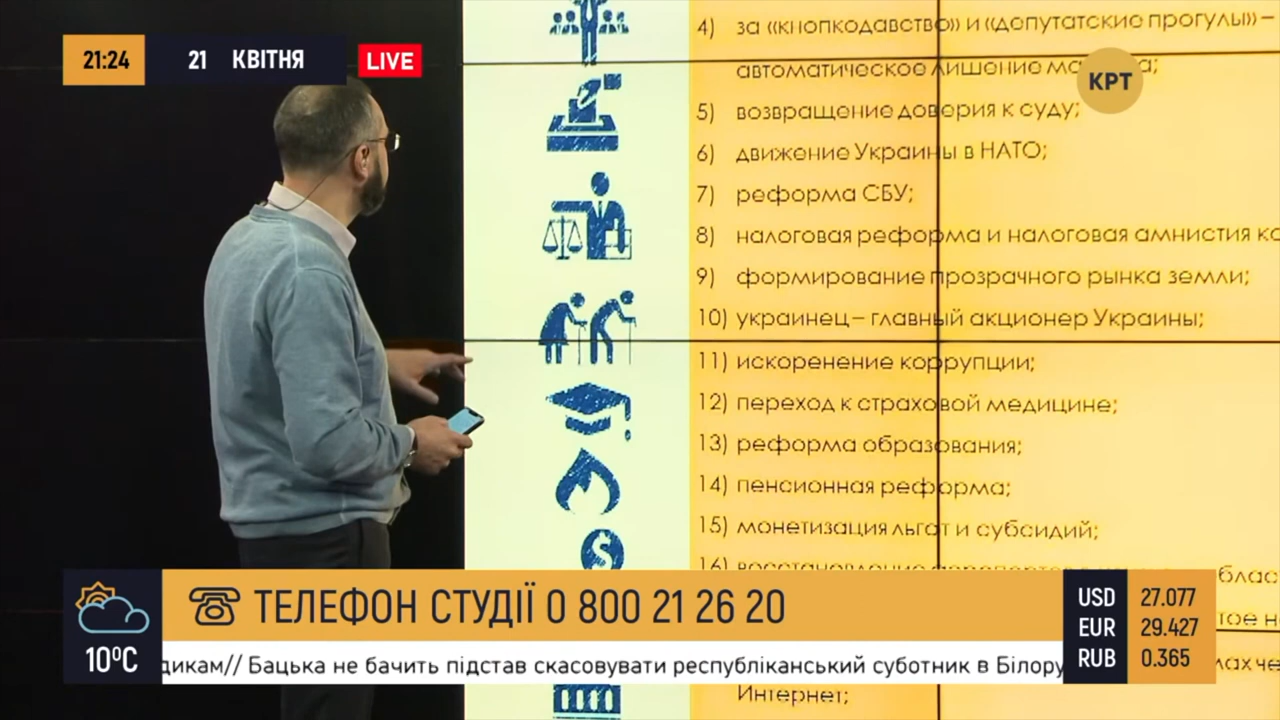 21:24
21 КВІТНЯ
LIVE
КРТ
4) за «кнопкодавство» и «депутатские прогулы» –
автоматическое лишение
5) возвращение доверия к суду;
6) движение Украины в НАТО;
7) реформа СБУ;
8) налоговая реформа и налоговая амнистия
9) формирование прозрачного рынка земли;
10) украинец – главный акционер Украины;
11) искоренение коррупции;
12) переход к страховой медицине;
13) реформа образования;
14) пенсионная реформа;
15) монетизация льгот и субсидий;
16) восстановление
Интернет;
ТЕЛЕФОН СТУДІЇ 0 800 21 26 20
10°C
дикам// Бацька не бачить підстав скасовувати республіканський суботник в Білору
USD 27.077
EUR 29.427
RUB 0.365